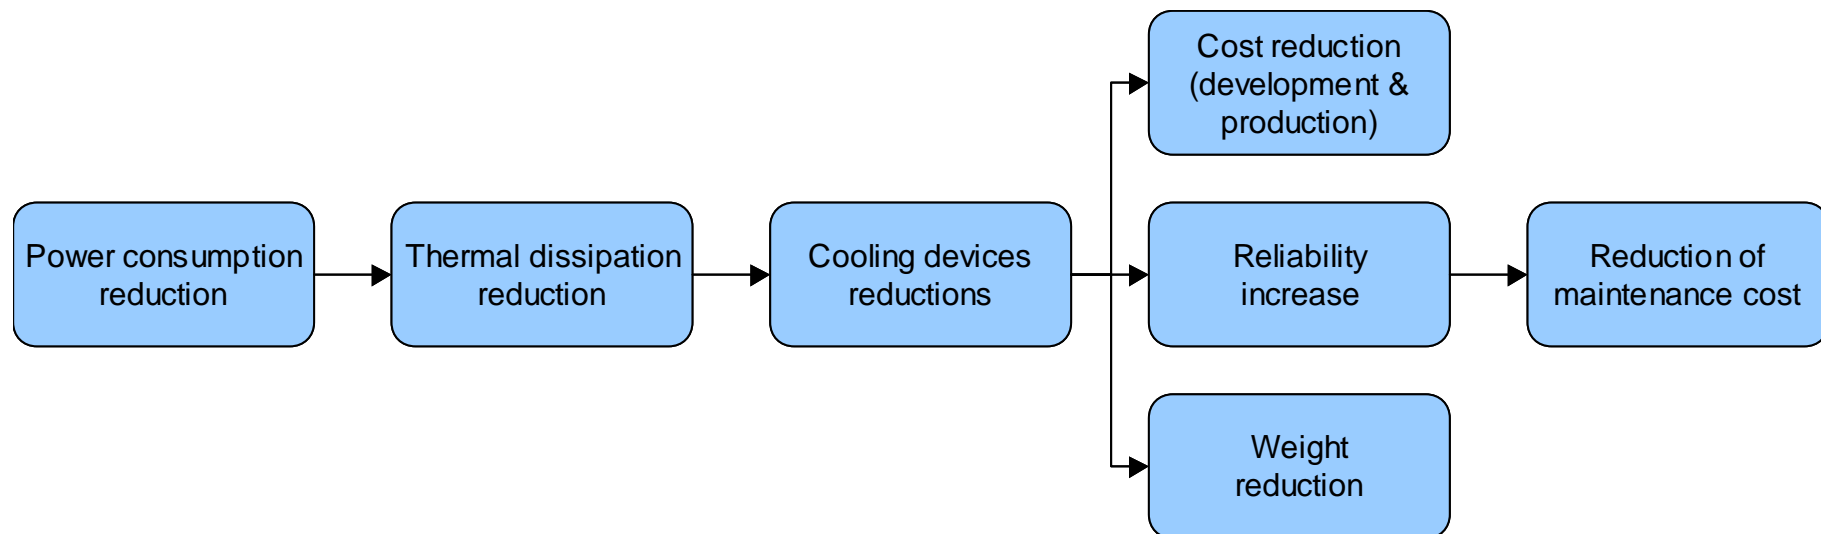 Power consumption
reduction
Thermal dissipation
reduction
Cooling devices
reductions
Cost reduction
(development &
production)
Reliability
increase
Weight
reduction
Reduction of
maintenance cost